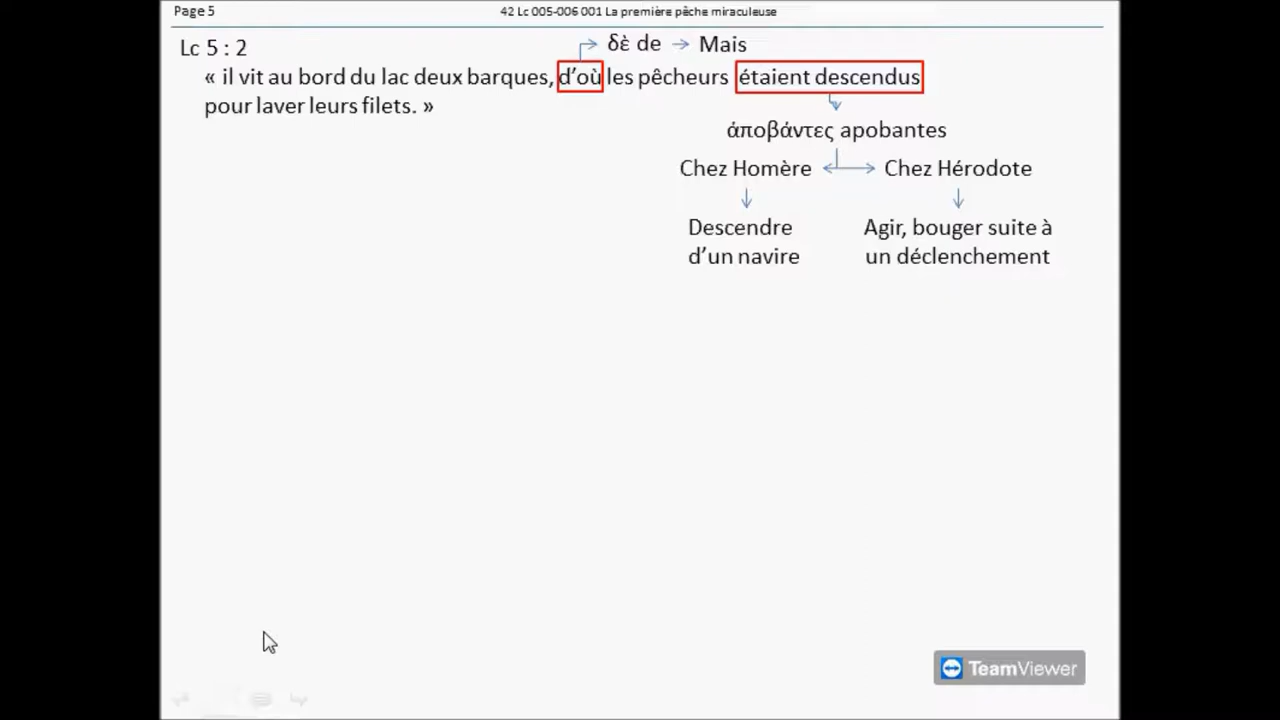 Page 5
42 Lc 005-006 001 La première pêche miraculeuse
Lc 5 : 2
δὲ de → Mais
« il vit au bord du lac deux barques, d’où les pêcheurs étaient descendus
pour laver leurs filets. »
ἀποβάντες apobantes
Chez Homère
Chez Hérodote
Descendre
d’un navire
Agir, bouger suite à
un déclenchement
TeamViewer